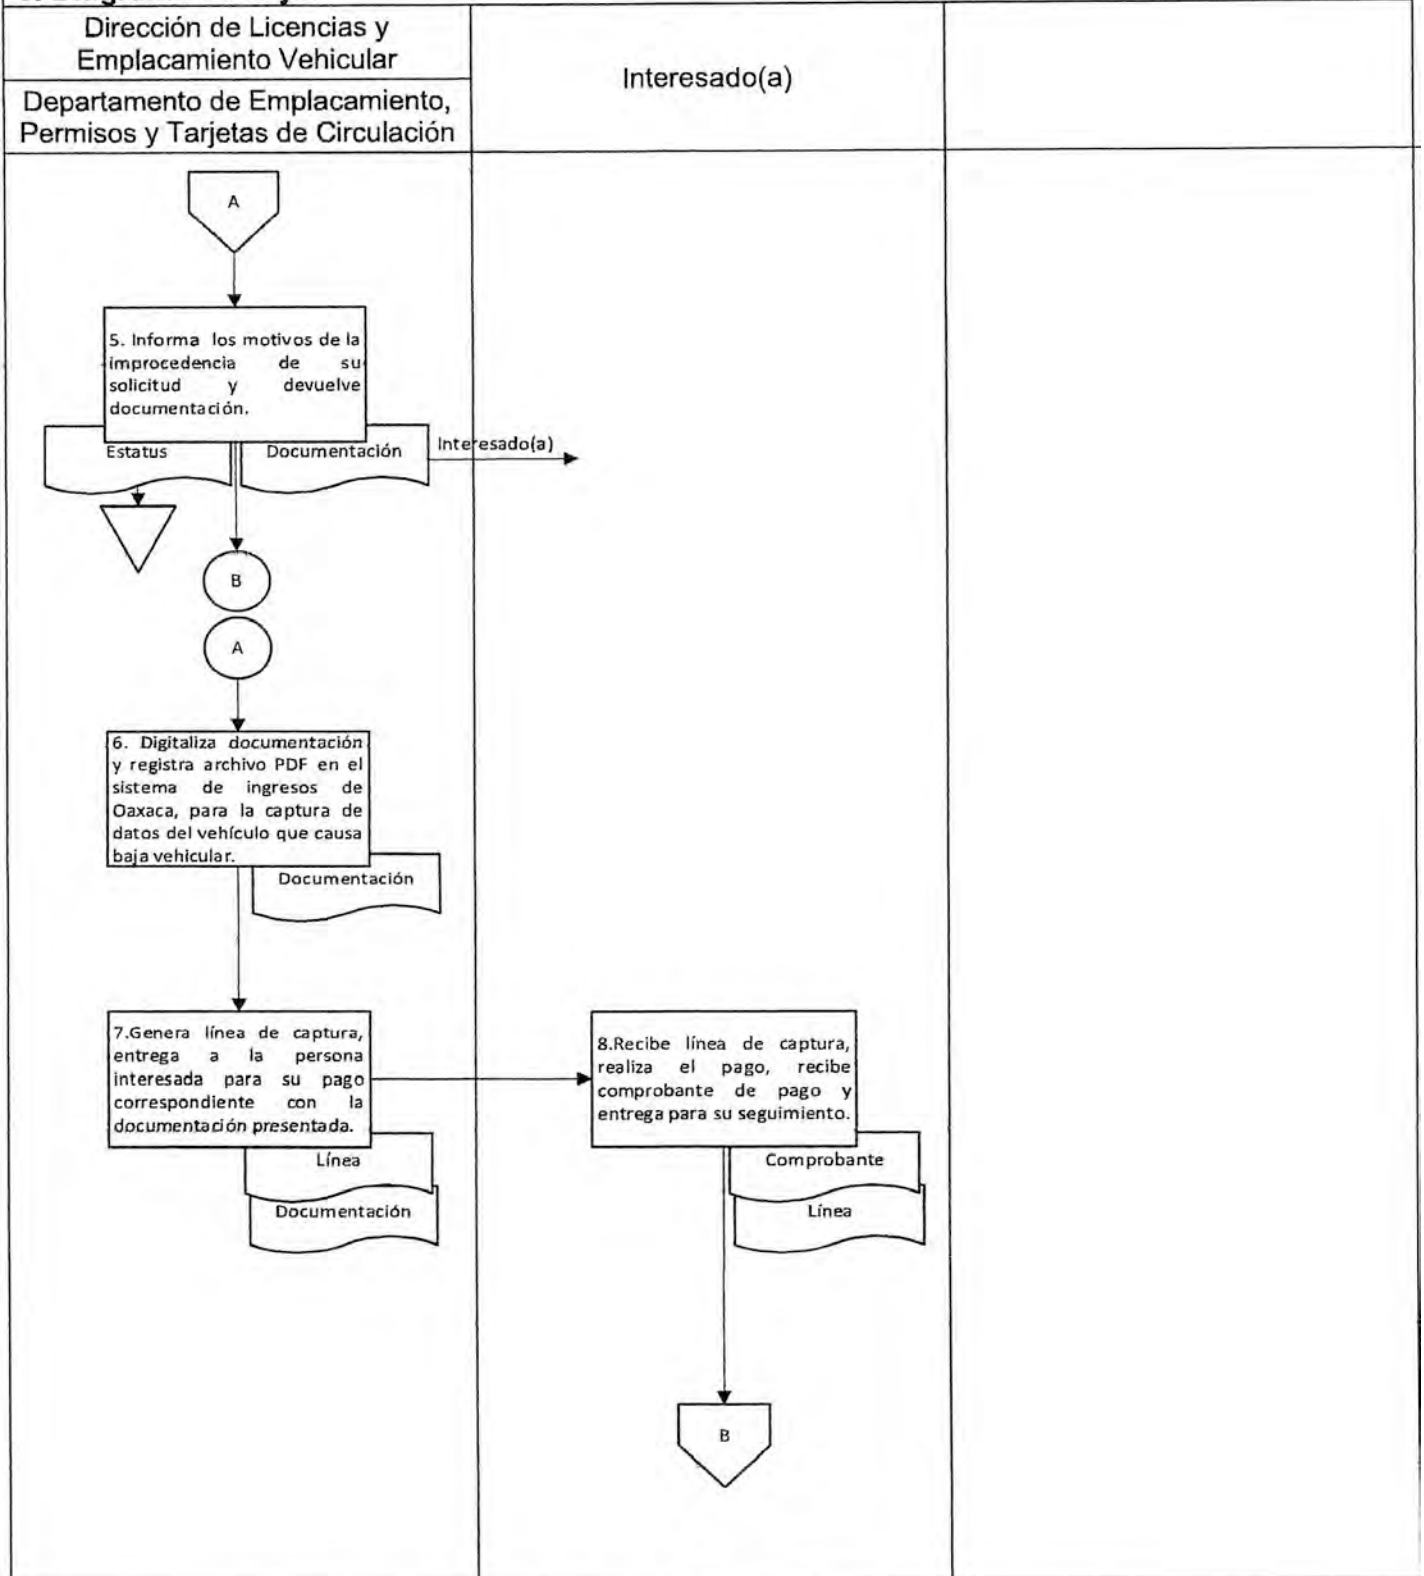 Dirección de Licencias y
Emplacamiento Vehicular
Departamento de Emplacamiento,
Permisos y Tarjetas de Circulación
Interesado(a)
A
5. Informa los motivos de la
improcedencia de su
solicitud y devuelve
documentación.
Estatus
Documentación
Interesado(a)
B
A
6. Digitaliza documentación
y registra archivo PDF en el
sistema de ingresos de
Oaxaca, para la captura de
datos del vehículo que causa
baja vehicular.
Documentación
7.Genera línea de captura,
entrega a la persona
interesada para su pago
correspondiente con la
documentación presentada.
Línea
Documentación
8.Recibe línea de captura,
realiza el pago, recibe
comprobante de pago y
entrega para su seguimiento.
Comprobante
Línea
B